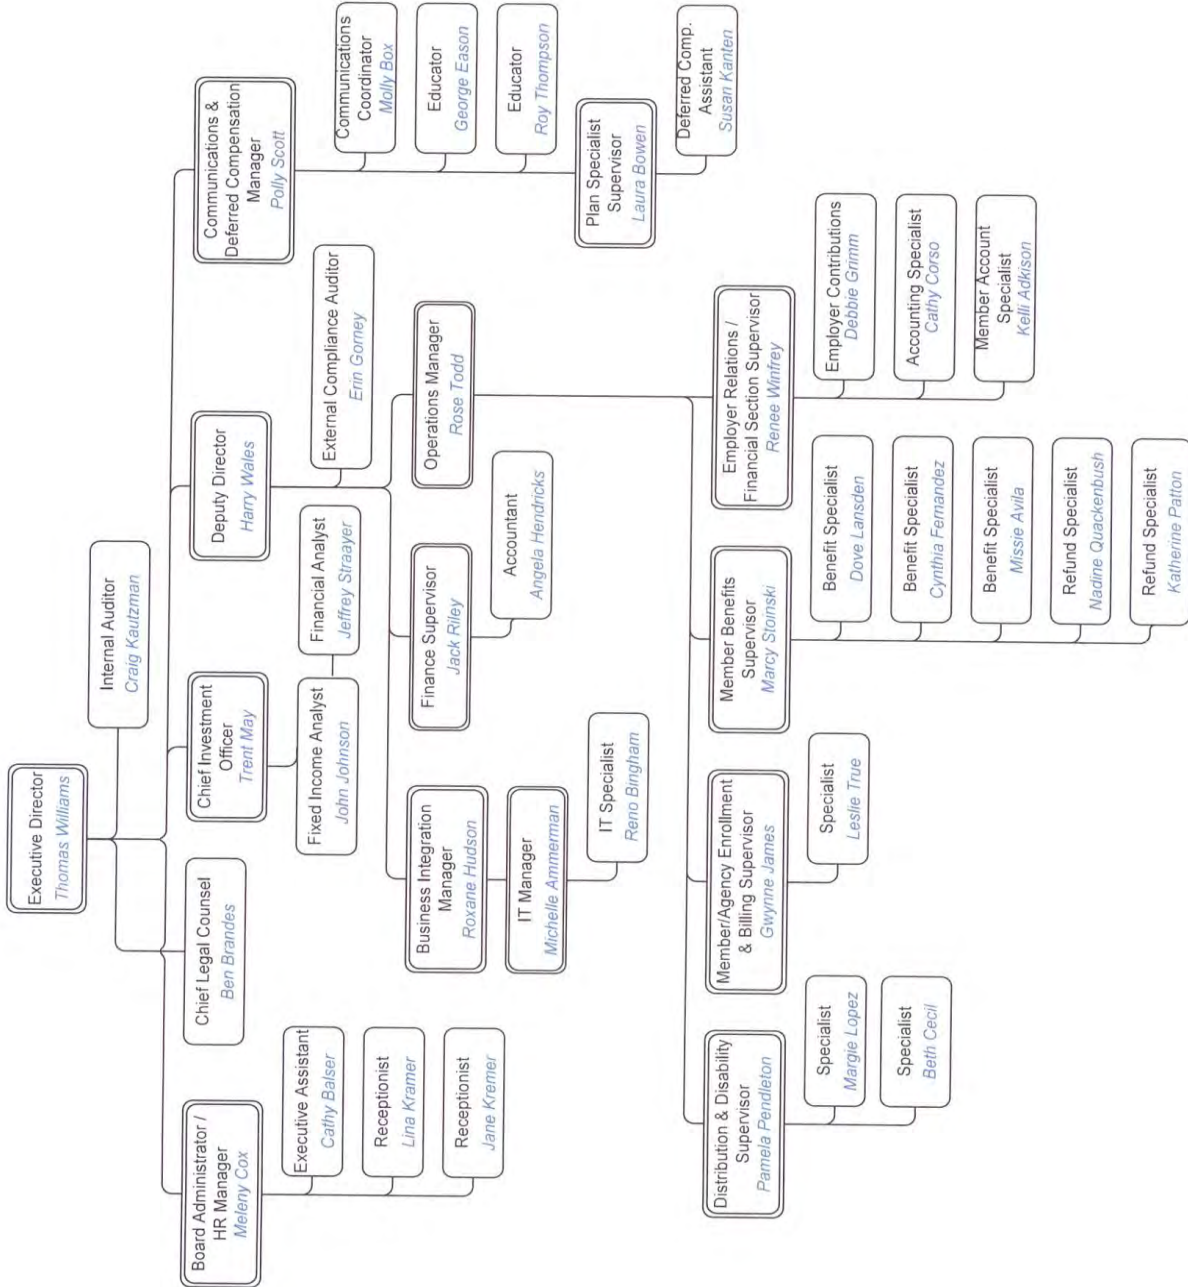 Executive Director
Thomas Williams
Internal Auditor
Craig Kautzman
Chief Legal Counsel
Ben Brandes
Board Administrator /
HR Manager
Meleny Cox
Executive Assistant
Cathy Balser
Receptionist
Lina Kramer
Receptionist
Jane Kremer
Chief Investment
Officer
Trent May
Fixed Income Analyst
John Johnson
Financial Analyst
Jeffrey Straayer
Deputy Director
Harry Wales
External Compliance Auditor
Erin Gorney
Communications &
Deferred Compensation
Manager
Polly Scott
Communications
Coordinator
Molly Box
Educator
George Eason
Educator
Roy Thompson
Plan Specialist
Supervisor
Laura Bowen
Deferred Comp.
Assistant
Susan Kanten
Business Integration
Manager
Roxane Hudson
IT Manager
Michelle Ammerman
IT Specialist
Reno Bingham
Finance Supervisor
Jack Riley
Accountant
Angela Hendricks
Operations Manager
Rose Todd
Distribution & Disability
Supervisor
Pamela Pendleton
Specialist
Margie Lopez
Specialist
Beth Cecil
Member/Agency Enrollment
& Billing Supervisor
Gwynne James
Specialist
Leslie True
Member Benefits
Supervisor
Marcy Stoinski
Benefit Specialist
Dove Lansden
Benefit Specialist
Cynthia Fernandez
Benefit Specialist
Missie Avila
Refund Specialist
Nadine Quackenbush
Refund Specialist
Katherine Patton
Employer Relations /
Financial Section Supervisor
Renee Winfrey
Employer Contributions
Debbie Grimm
Accounting Specialist
Cathy Corso
Member Account
Specialist
Kelli Adkison